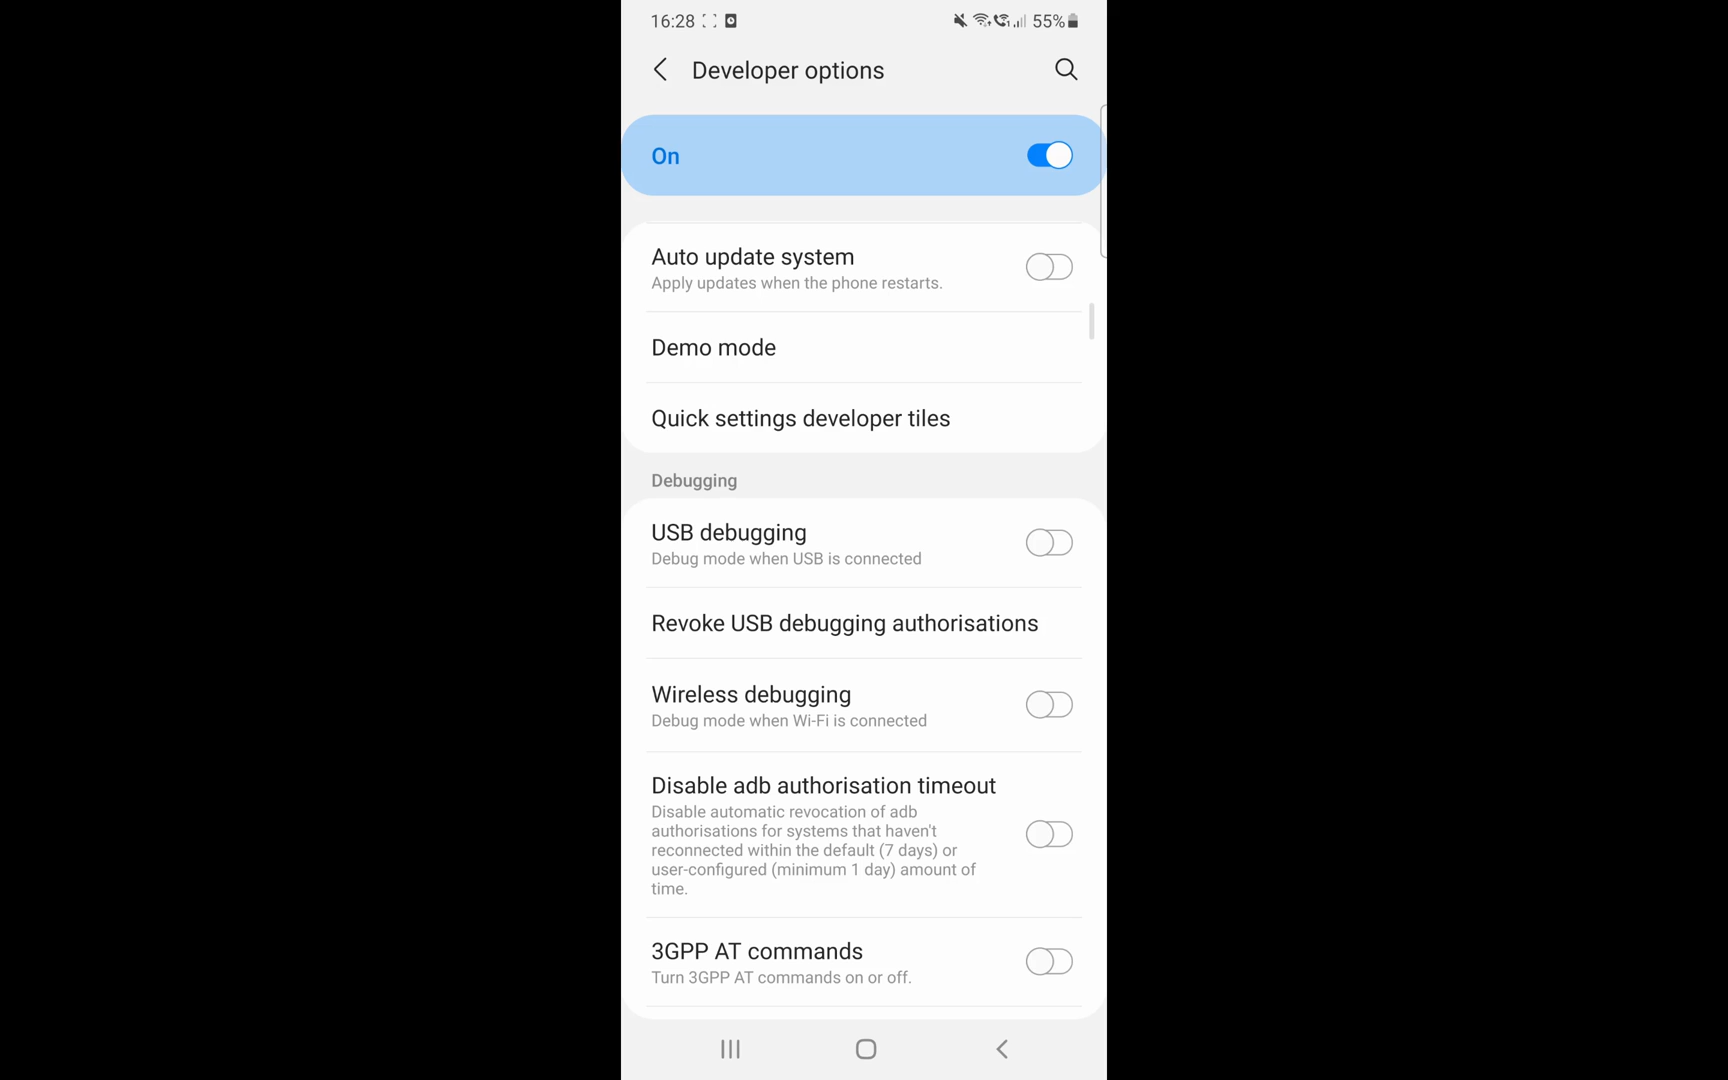 16:28 55%
Developer options
On
Auto update system
Apply updates when the phone restarts.
Demo mode
Quick settings developer tiles
Debugging
USB debugging
Debug mode when USB is connected
Revoke USB debugging authorisations
Wireless debugging
Debug mode when Wi-Fi is connected
Disable adb authorisation timeout
Disable automatic revocation of adb
authorisations for systems that haven't
reconnected within the default (7 days) or
user-configured (minimum 1 day) amount of
time.
3GPP AT commands
Turn 3GPP AT commands on or off.